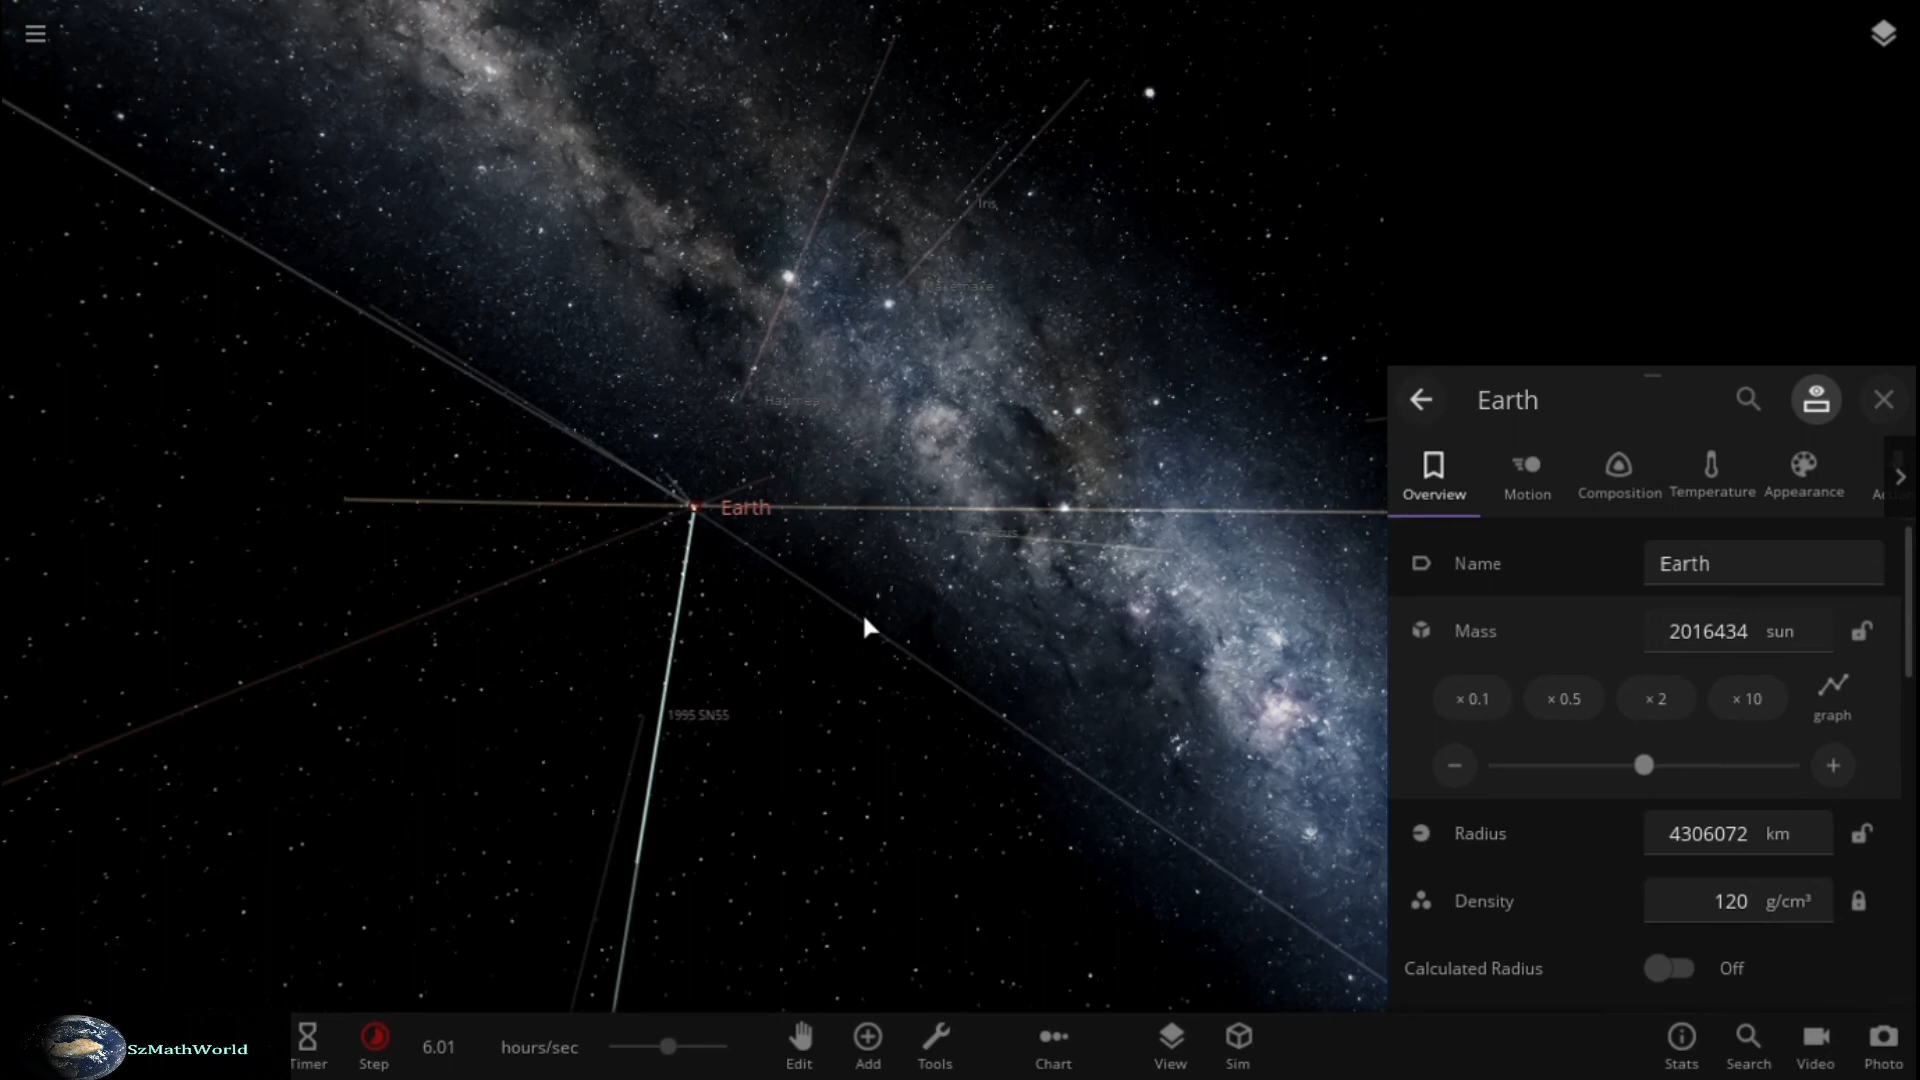 Iris
Makemake
Haumea
Earth
1995 SN55
Earth
Overview
Motion
Composition
Temperature
Appearance
Name
Earth
Mass
2016434 sun
× 0.1
× 0.5
× 2
× 10
graph
Radius
4306072 km
Density
120 g/cm³
Calculated Radius
Off
SzMathWorld
Timer
Step
6.01 hours/sec
Edit
Add
Tools
Chart
View
Sim
Stats
Search
Video
Photo